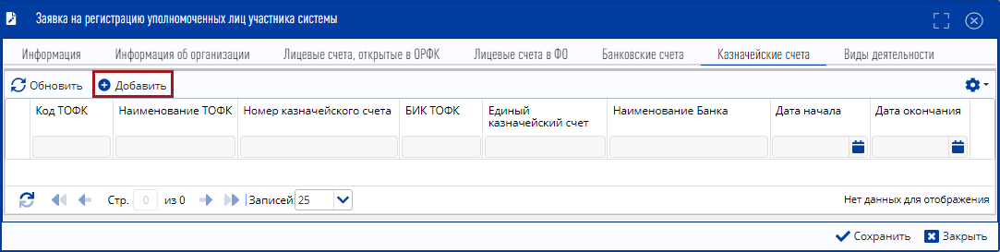 Заявка на регистрацию уполномоченных лиц участника системы
Информация Информация об организации Лицевые счета, открытые в ОРФК Лицевые счета в ФО Банковские счета Казначейские счета Виды деятельности
Обновить Добавить
Код ТОФК Наименование ТОФК Номер казначейского счета БИК ТОФК Единый казначейский счет Наименование Банка Дата начала Дата окончания
Стр. 0 из 0 Записей: 25 Нет данных для отображения
Сохранить Закрыть